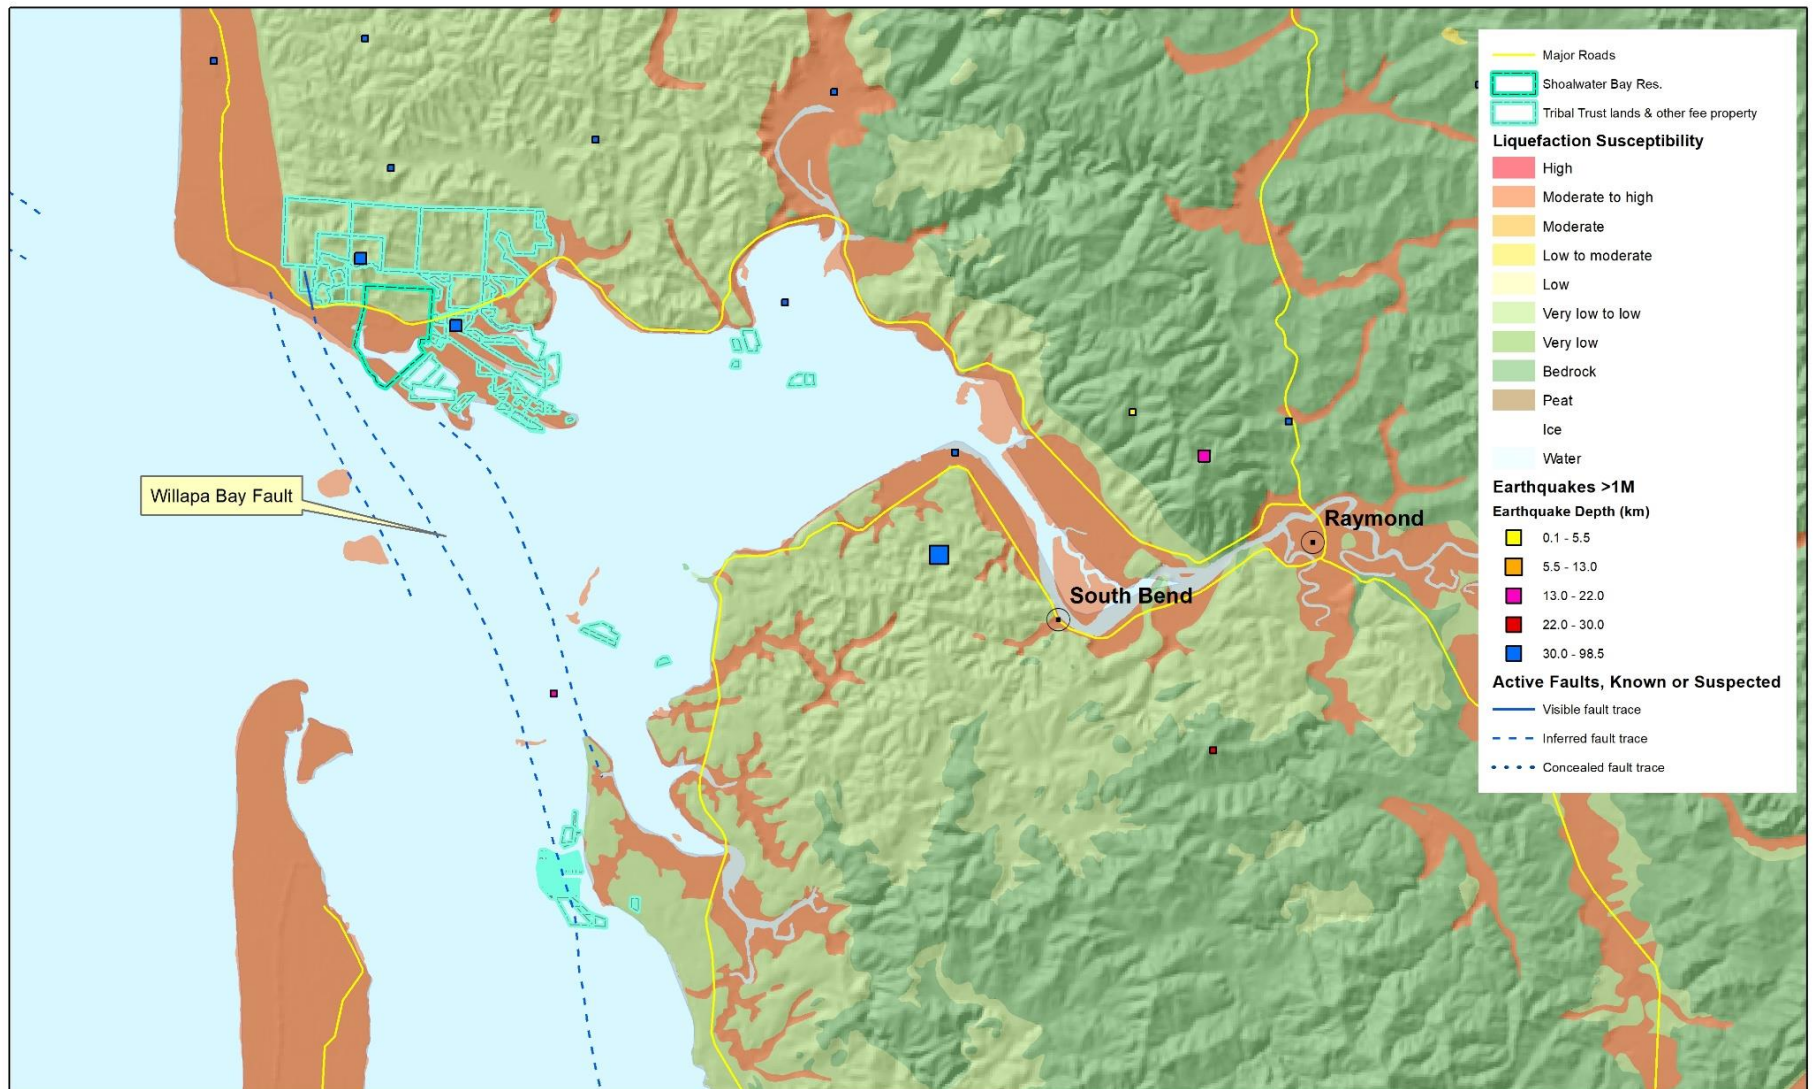 Major Roads
Shoalwater Bay Res.
Tribal Trust lands & other fee property
Liquefaction Susceptibility
High
Moderate to high
Moderate
Low to moderate
Low
Very low to low
Very low
Bedrock
Peat
Ice
Water
Earthquakes >1M
Earthquake Depth (km)
0.1 - 5.5
5.5 - 13.0
13.0 - 22.0
22.0 - 30.0
30.0 - 98.5
Active Faults, Known or Suspected
Visible fault trace
Inferred fault trace
Concealed fault trace
Willapa Bay Fault
Raymond
South Bend